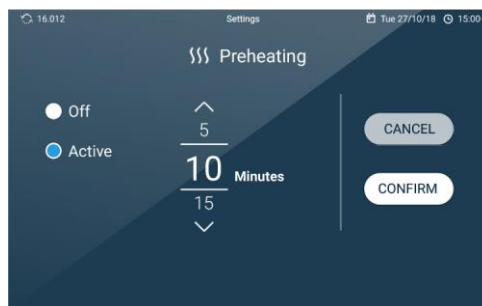 16.012 Settings Tue 27/10/18 15:00
Preheating
Off
Active
5
10 Minutes
15
CANCEL
CONFIRM